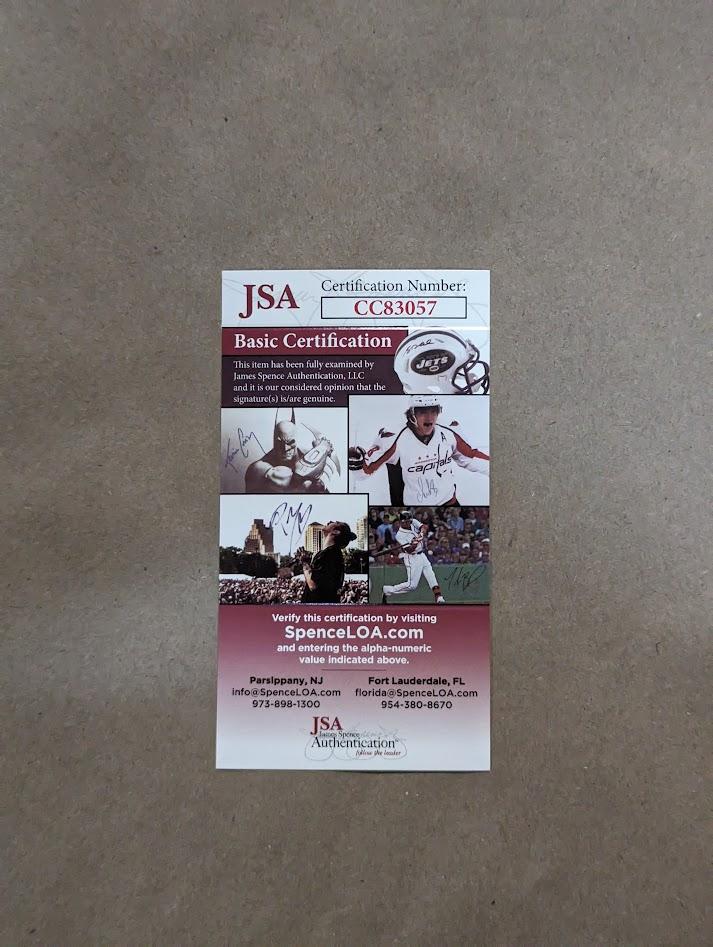 JSA
Certification Number:
CC83057
Basic Certification
This item has been fully examined by
James Spence Authentication, LLC
and it is our considered opinion that the
signature(s) is/are genuine.
JETS
A
capitals
Verify this certification by visiting
SpenceLOA.com
and entering the alpha-numeric
value indicated above.
Parsippany, NJ
info@SpenceLOA.com
973-898-1300
Fort Lauderdale, FL
florida@SpenceLOA.com
954-380-8670
JSA
James Spence
Authentication
follow the leader